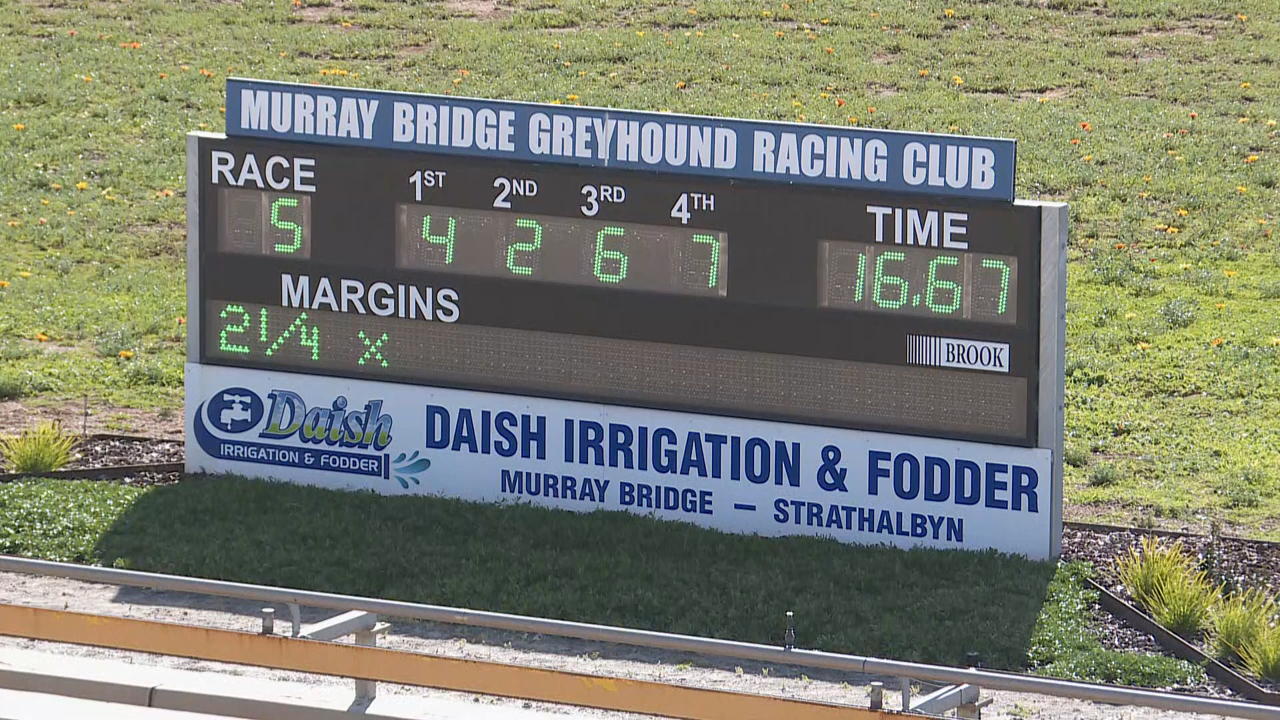 MURRAY BRIDGE GREYHOUND RACING CLUB
RACE 1ST 2ND 3RD 4TH TIME
5 4 2 6 7 16.67
MARGINS
2 1/4 x
BROOK
Daish
IRRIGATION & FODDER
DAISH IRRIGATION & FODDER
MURRAY BRIDGE – STRATHALBYN